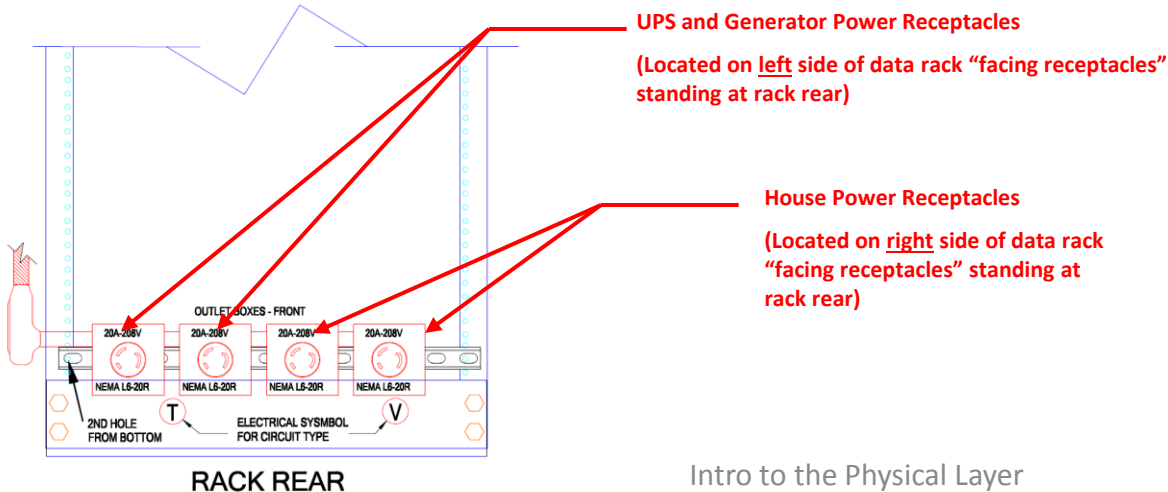 UPS and Generator Power Receptacles
(Located on left side of data rack “facing receptacles”
standing at rack rear)
House Power Receptacles
(Located on right side of data rack
“facing receptacles” standing at
rack rear)
OUTLET BOXES - FRONT
20A-208V 20A-208V 20A-208V 20A-208V
NEMA L6-20R NEMA L6-20R NEMA L6-20R NEMA L6-20R
2ND HOLE
FROM BOTTOM
T
ELECTRICAL SYSMBOL
FOR CIRCUIT TYPE
V
RACK REAR
Intro to the Physical Layer